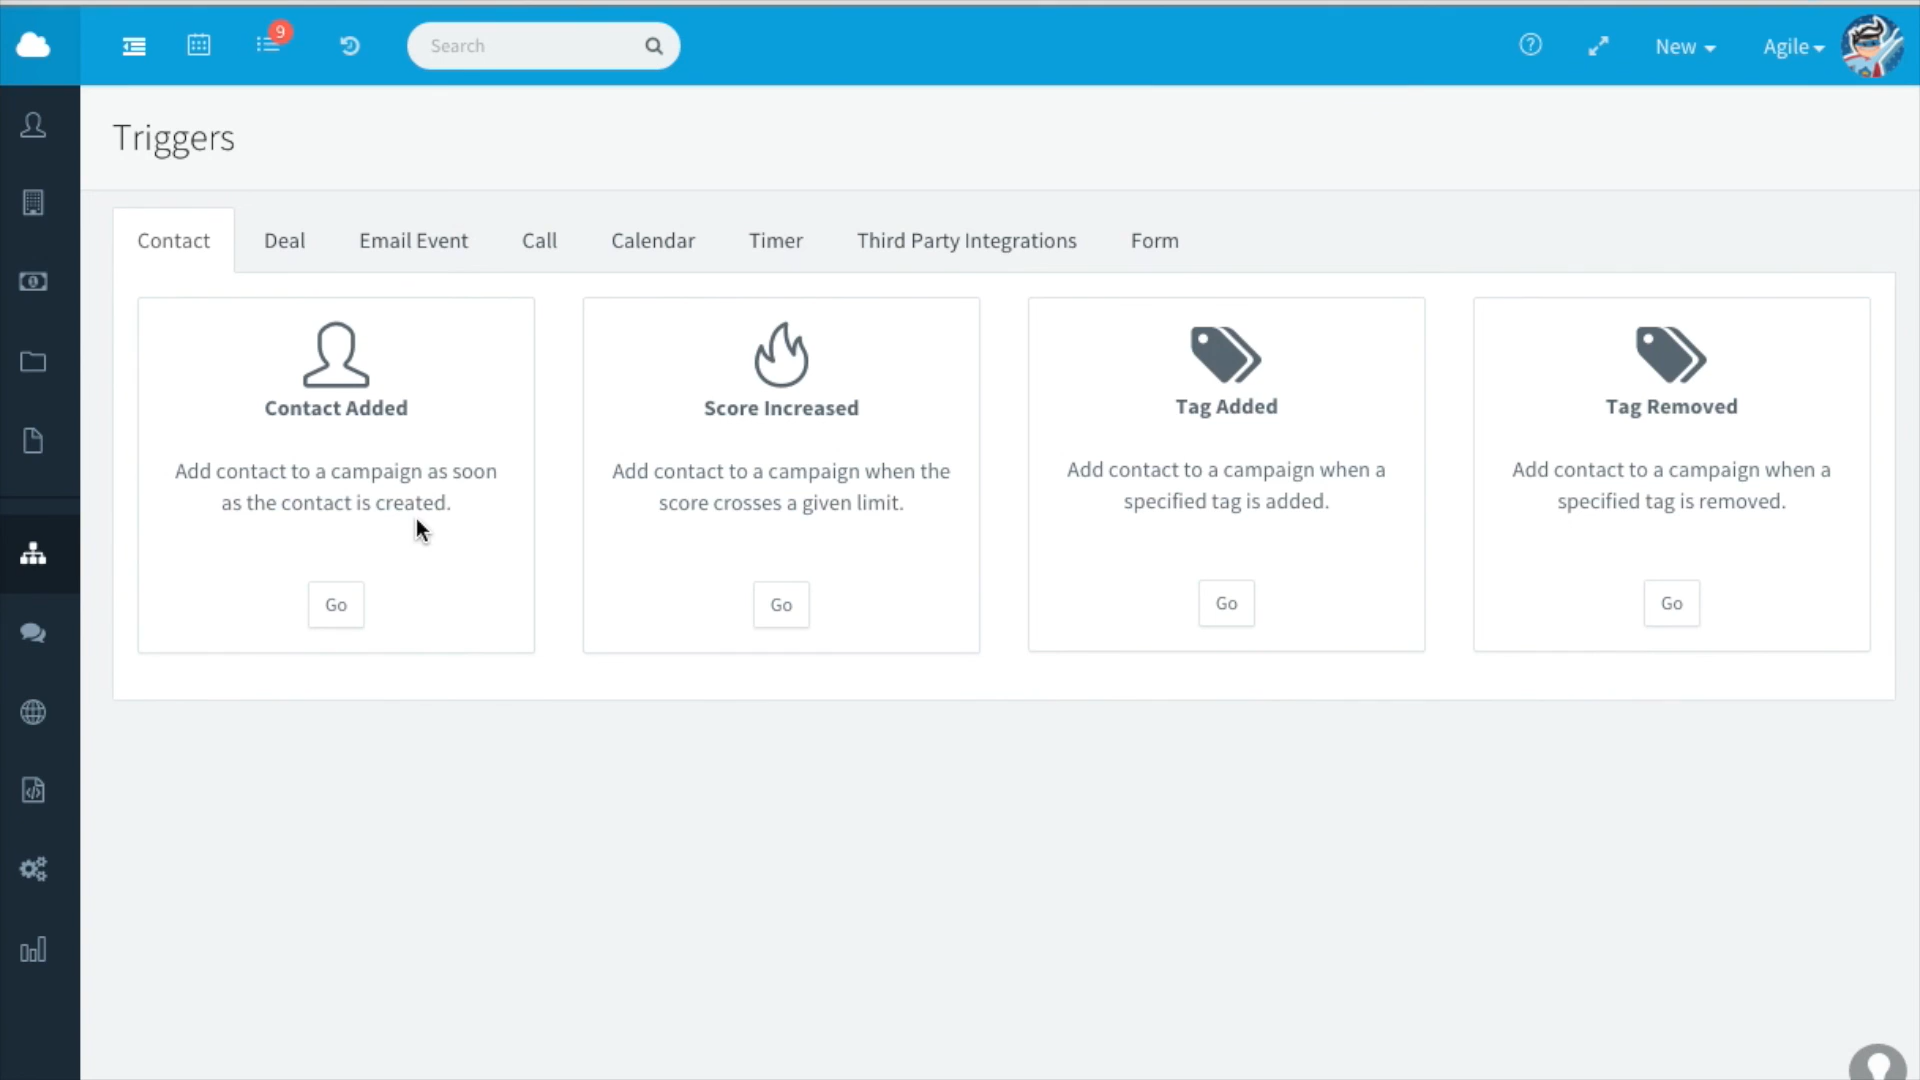 9
Search
New
Agile
Triggers
Contact
Deal
Email Event
Call
Calendar
Timer
Third Party Integrations
Form
Contact Added
Add contact to a campaign as soon
as the contact is created.
Go
Score Increased
Add contact to a campaign when the
score crosses a given limit.
Go
Tag Added
Add contact to a campaign when a
specified tag is added.
Go
Tag Removed
Add contact to a campaign when a
specified tag is removed.
Go